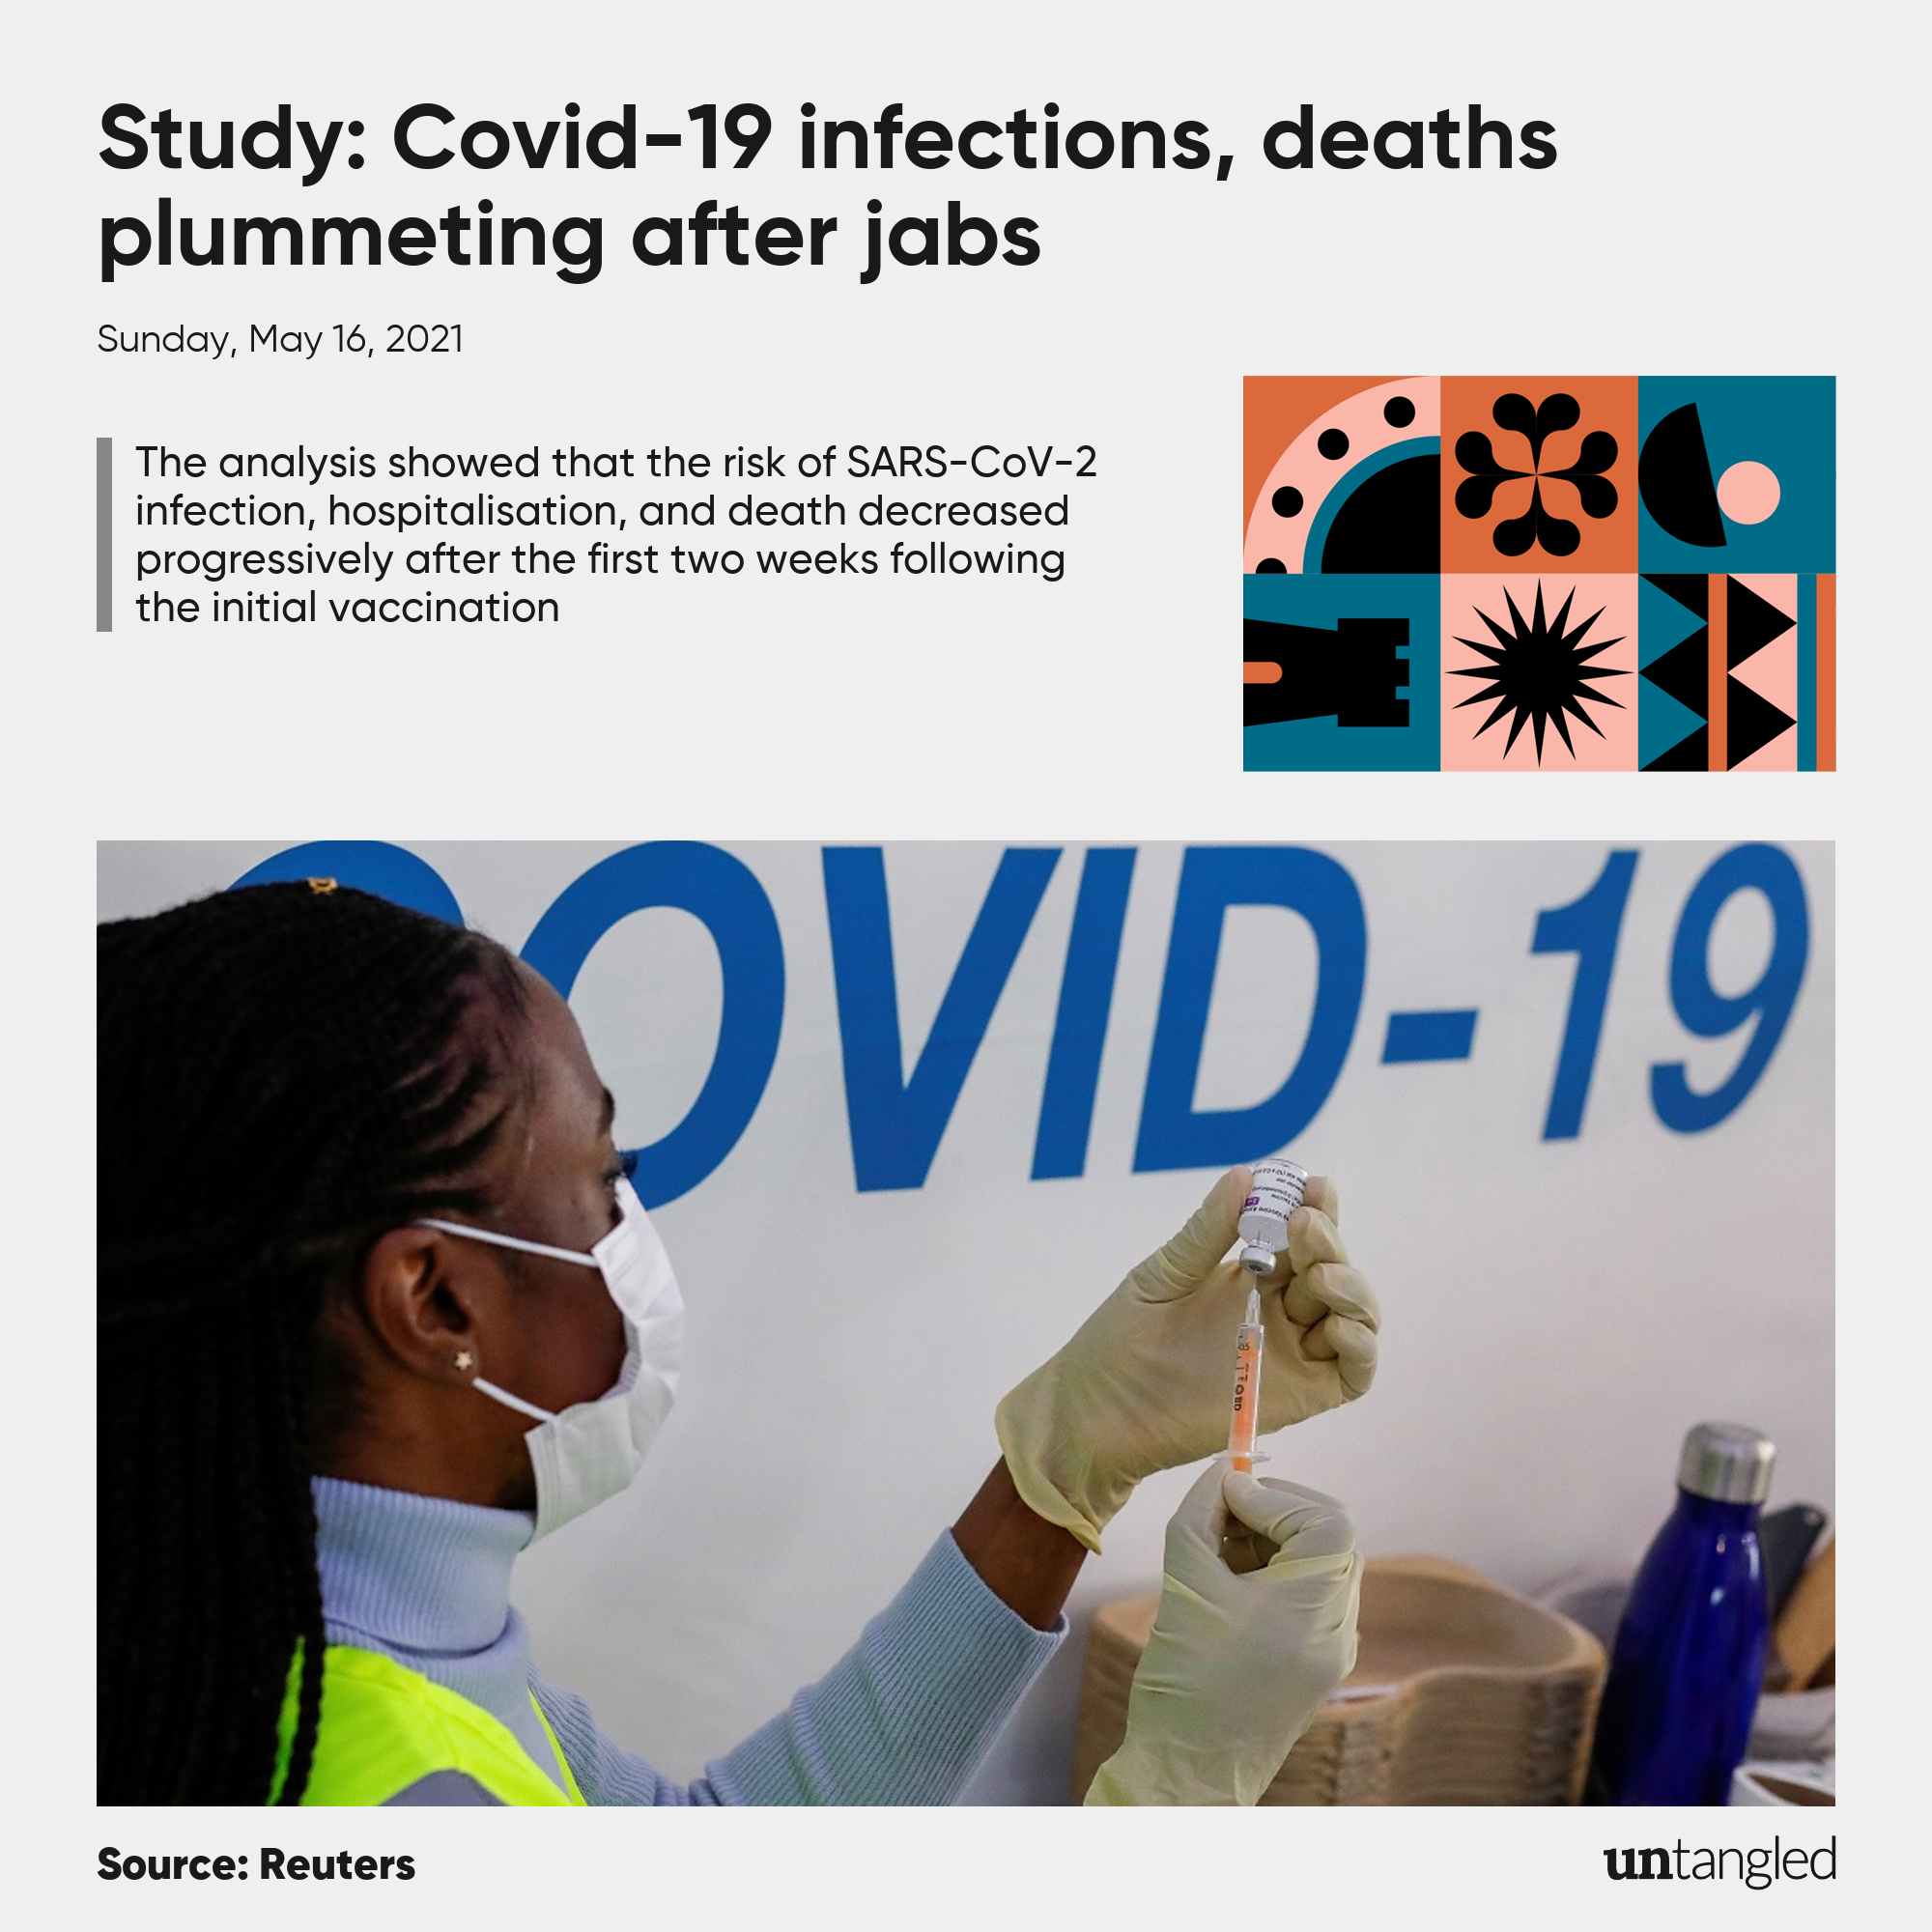 Study: Covid-19 infections, deaths
plummeting after jabs
Sunday, May 16, 2021
The analysis showed that the risk of SARS-CoV-2
infection, hospitalisation, and death decreased
progressively after the first two weeks following
the initial vaccination
OVID-19
Source: Reuters
untangled